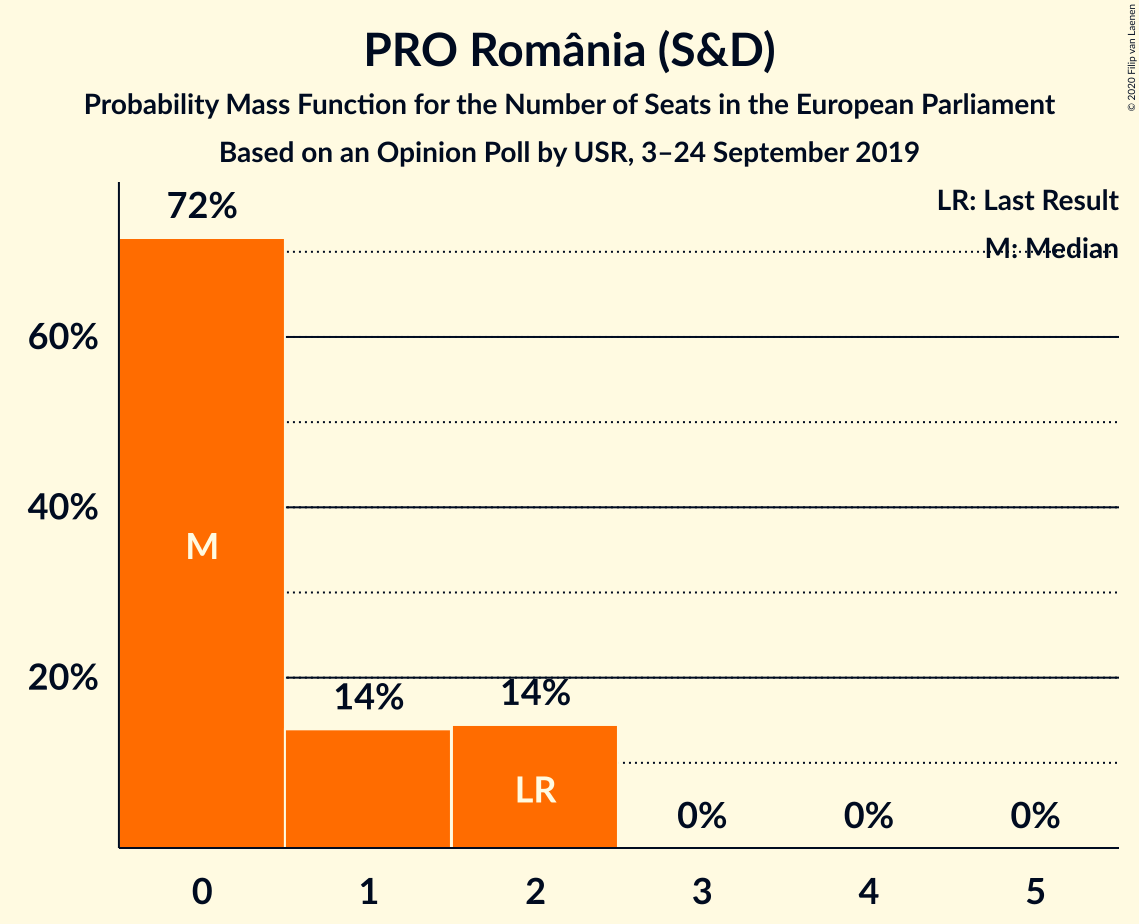 PRO România (S&D)
Probability Mass Function for the Number of Seats in the European Parliament
Based on an Opinion Poll by USR, 3–24 September 2019
© 2020 Filip van Laenen
LR: Last Result
M: Median
72%
60%
40%
20%
M
14%
14%
LR
0%
0%
0%
0
1
2
3
4
5